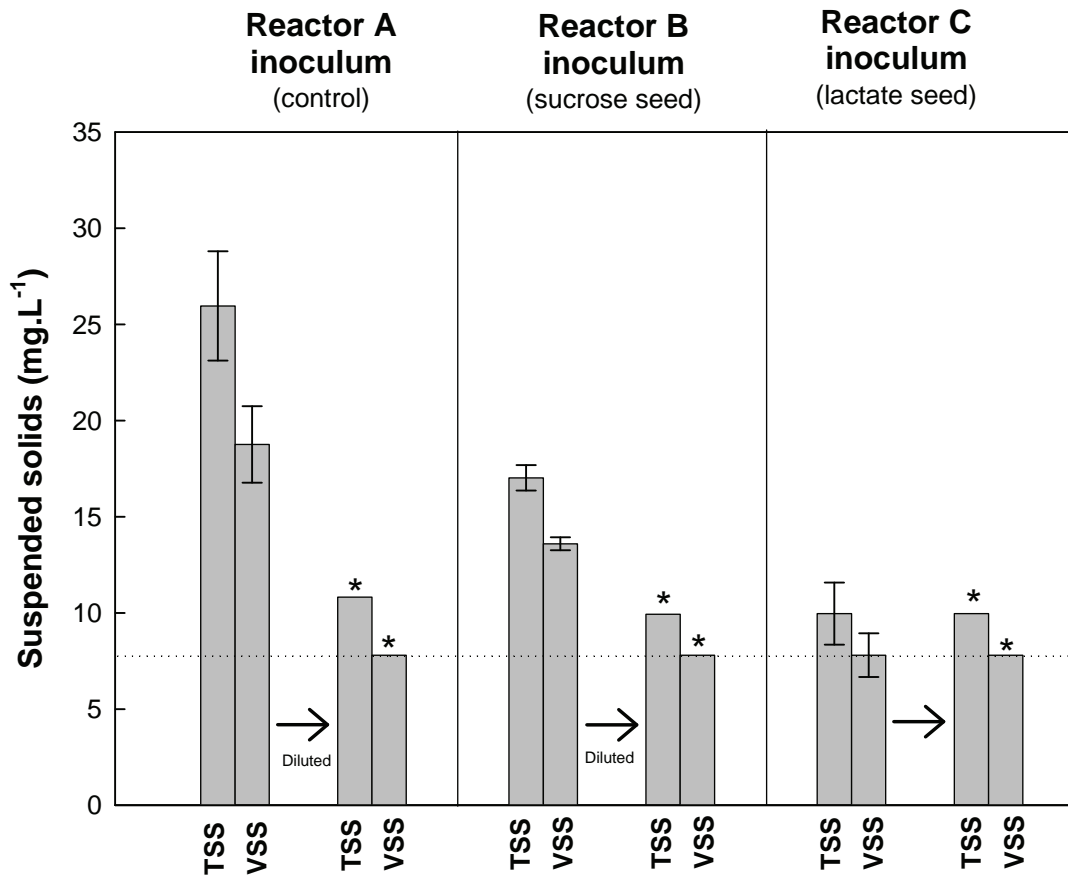 Reactor A
inoculum
(control)
Reactor B
inoculum
(sucrose seed)
Reactor C
inoculum
(lactate seed)
Suspended solids (mg.L-1)
35
30
25
20
15
10
5
0
* *
* *
* *
Diluted
Diluted
TSS VSS TSS VSS TSS VSS TSS VSS TSS VSS TSS VSS